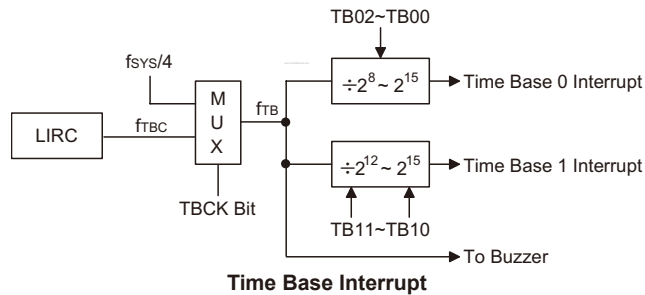 TB02~TB00
fSYS/4
M
U
X
fTB
÷2^8 ~ 2^15
Time Base 0 Interrupt
LIRC
fTBC
÷2^12 ~ 2^15
Time Base 1 Interrupt
TBCK Bit
TB11~TB10
To Buzzer
Time Base Interrupt